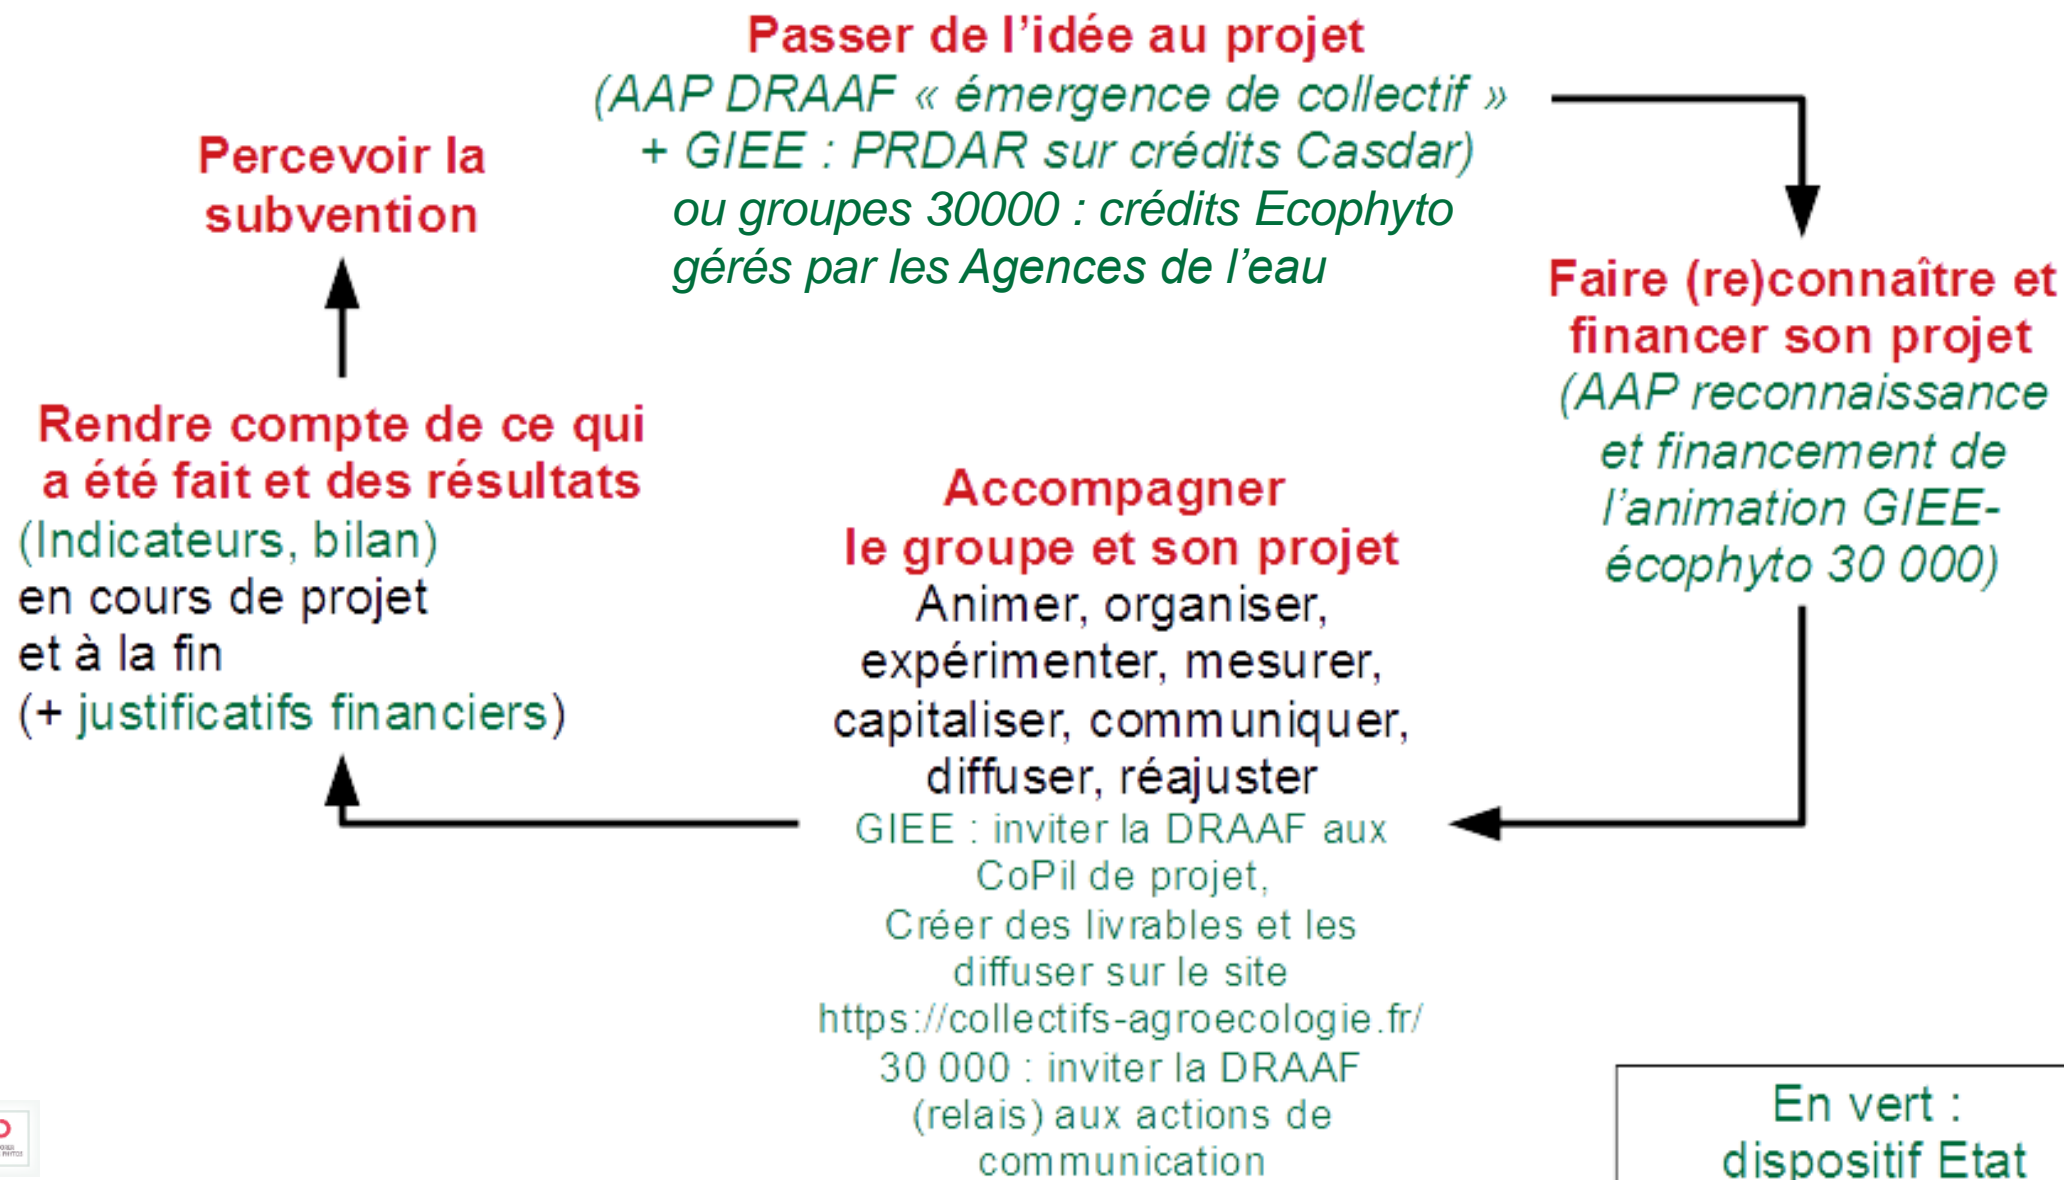 Passer de l'idée au projet
(AAP DRAAF « émergence de collectif »
+ GIEE : PRDAR sur crédits Casdar)
ou groupes 30000 : crédits Ecophyto
gérés par les Agences de l'eau
Faire (re)connaître et
financer son projet
(AAP reconnaissance
et financement de
l'animation GIEE-
écophyto 30 000)
Accompagner
le groupe et son projet
Animer, organiser,
expérimenter, mesurer,
capitaliser, communiquer,
diffuser, réajuster
GIEE : inviter la DRAAF aux
CoPil de projet,
Créer des livrables et les
diffuser sur le site
https://collectifs-agroecologie.fr/
30 000 : inviter la DRAAF
(relais) aux actions de
communication
Rendre compte de ce qui
a été fait et des résultats
(Indicateurs, bilan)
en cours de projet
et à la fin
(+ justificatifs financiers)
Percevoir la
subvention
En vert :
dispositif Etat